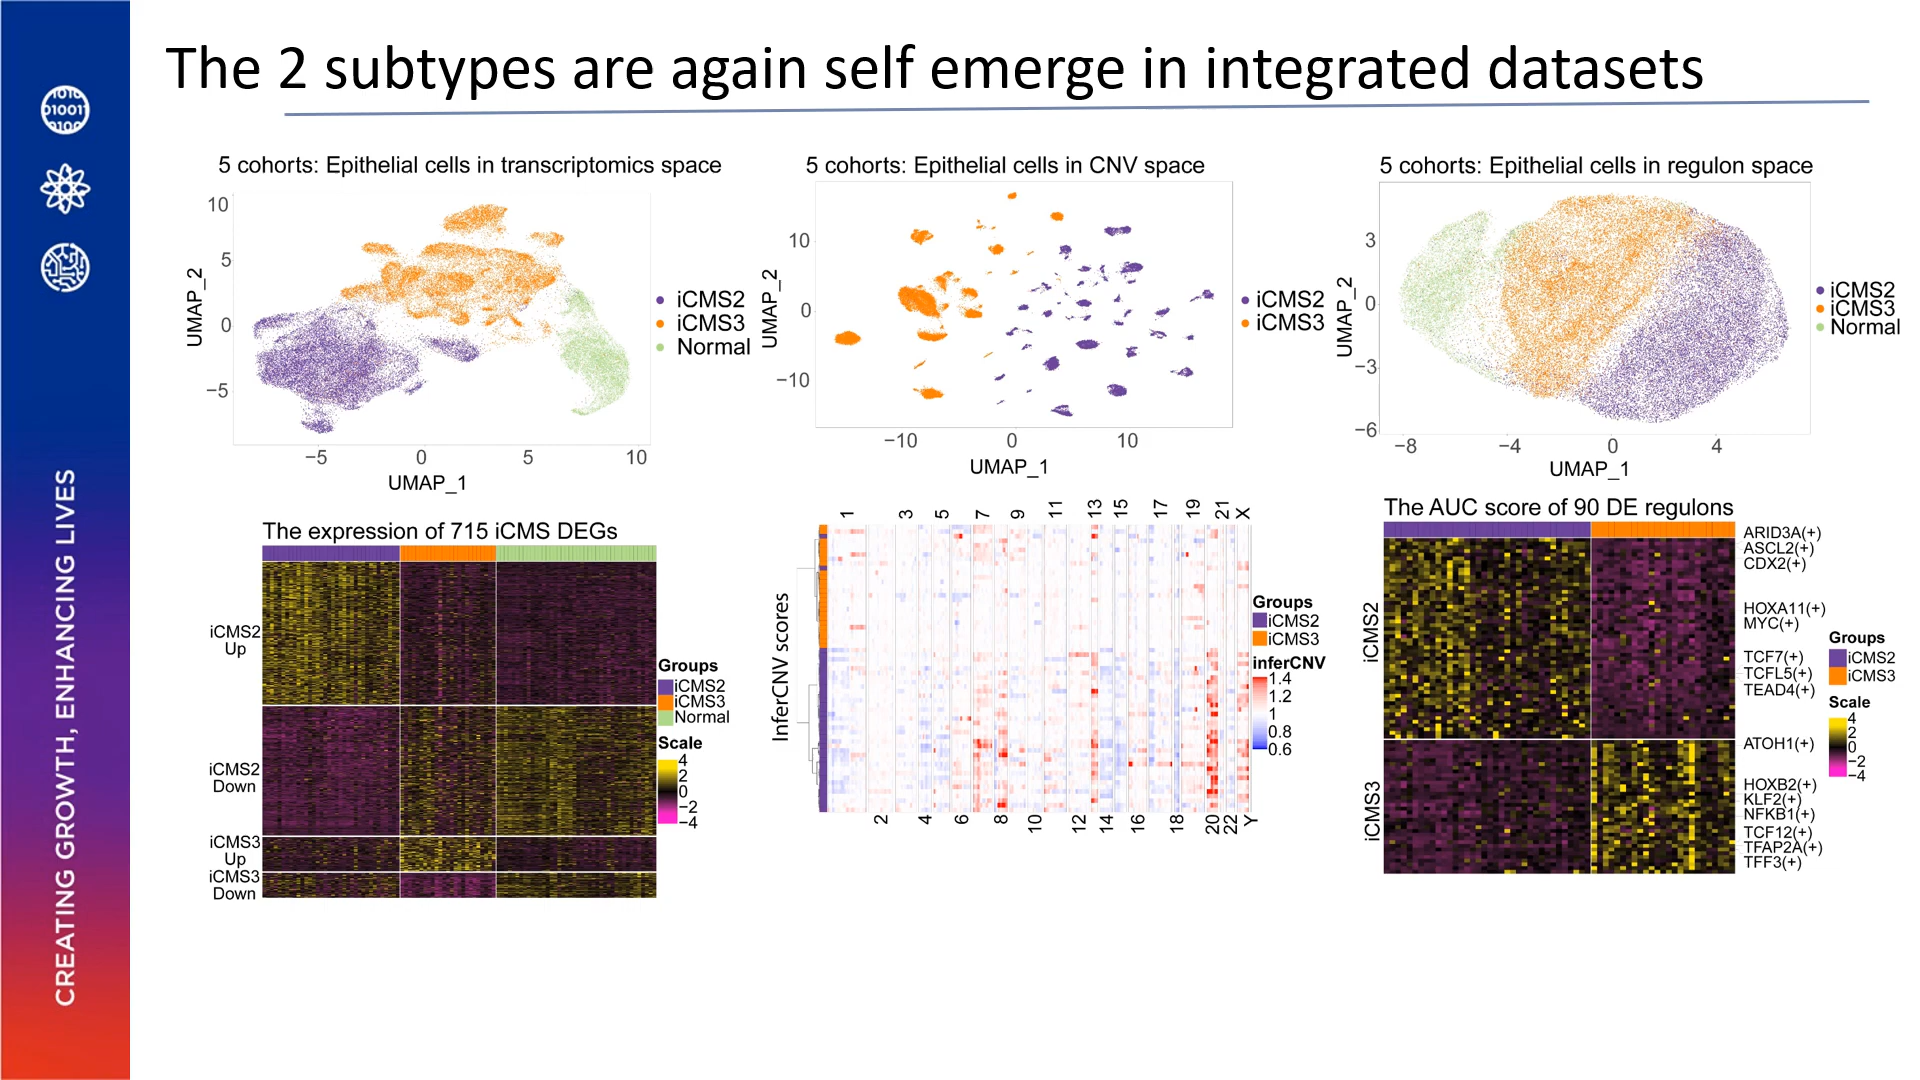 The 2 subtypes are again self emerge in integrated datasets
CREATING GROWTH, ENHANCING LIVES
5 cohorts: Epithelial cells in transcriptomics space
10
5
0
−5
UMAP_2
−5
0
5
10
UMAP_1
iCMS2
iCMS3
Normal
5 cohorts: Epithelial cells in CNV space
10
0
−10
UMAP_2
−10
0
10
UMAP_1
iCMS2
iCMS3
5 cohorts: Epithelial cells in regulon space
3
0
−3
−6
UMAP_2
−8
−4
0
4
UMAP_1
iCMS2
iCMS3
Normal
The expression of 715 iCMS DEGs
iCMS2
Up
iCMS2
Down
iCMS3
Up
iCMS3
Down
Groups
iCMS2
iCMS3
Normal
Scale
4
2
0
−2
−4
1 3 5 7 9 11 13 15 17 19 21 X
InferCNV scores
2 4 6 8 10 12 14 16 18 20 22 Y
Groups
iCMS2
iCMS3
inferCNV
1.4
1.2
1
0.8
0.6
The AUC score of 90 DE regulons
iCMS2
iCMS3
ARID3A(+)
ASCL2(+)
CDX2(+)
HOXA11(+)
MYC(+)
TCF7(+)
TCFL5(+)
TEAD4(+)
ATOH1(+)
HOXB2(+)
KLF2(+)
NFKB1(+)
TCF12(+)
TFAP2A(+)
TFF3(+)
Groups
iCMS2
iCMS3
Scale
4
2
0
−2
−4